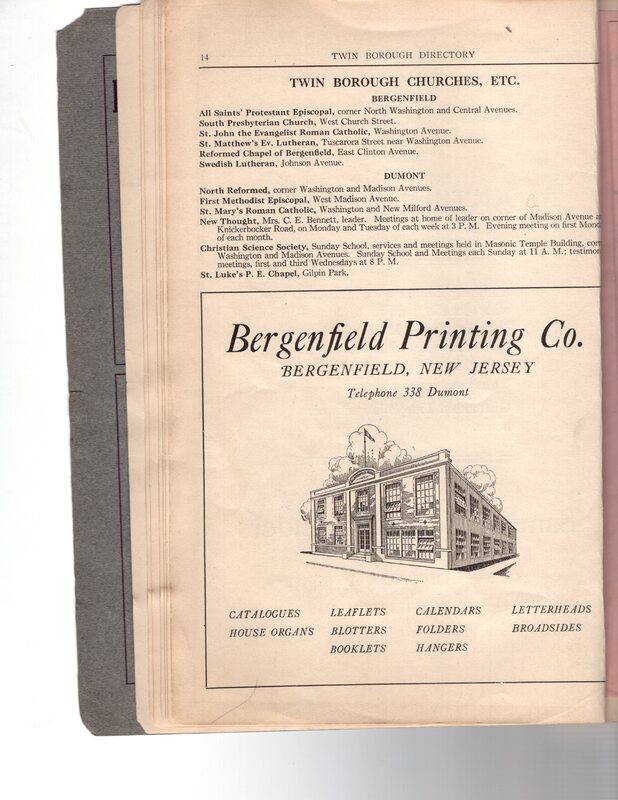 14 TWIN BOROUGH DIRECTORY
TWIN BOROUGH CHURCHES, ETC.
BERGENFIELD
All Saints' Protestant Episcopal, corner North Washington and Central Avenues.
South Presbyterian Church, West Church Street.
St. John the Evangelist Roman Catholic, Washington Avenue.
St. Matthew's Ev. Lutheran, Tuscarora Street near Washington Avenue.
Reformed Chapel of Bergenfield, East Clinton Avenue.
Swedish Lutheran, Johnson Avenue.
DUMONT
North Reformed, corner Washington and Madison Avenues.
First Methodist Episcopal, West Madison Avenue.
St. Mary's Roman Catholic, Washington and New Milford Avenues.
New Thought, Mrs. C. E. Bennett, leader. Meetings at home of leader on corner of Madison Avenue
Knickerbocker Road, on Monday and Tuesday of each week at 3 P. M. Evening meeting on first Mond
of each month.
Christian Science Society, Sunday School, services and meetings held in Masonic Temple Building, corn
Washington and Madison Avenues. Sunday School and Meetings each Sunday at 11 A. M.; testimon
meetings, first and third Wednesdays at 8 P. M.
St. Luke's P. E. Chapel, Gilpin Park.
Bergenfield Printing Co.
BERGENFIELD, NEW JERSEY
Telephone 338 Dumont
CATALOGUES LEAFLETS CALENDARS LETTERHEADS
HOUSE ORGANS BLOTTERS FOLDERS BROADSIDES
BOOKLETS HANGERS